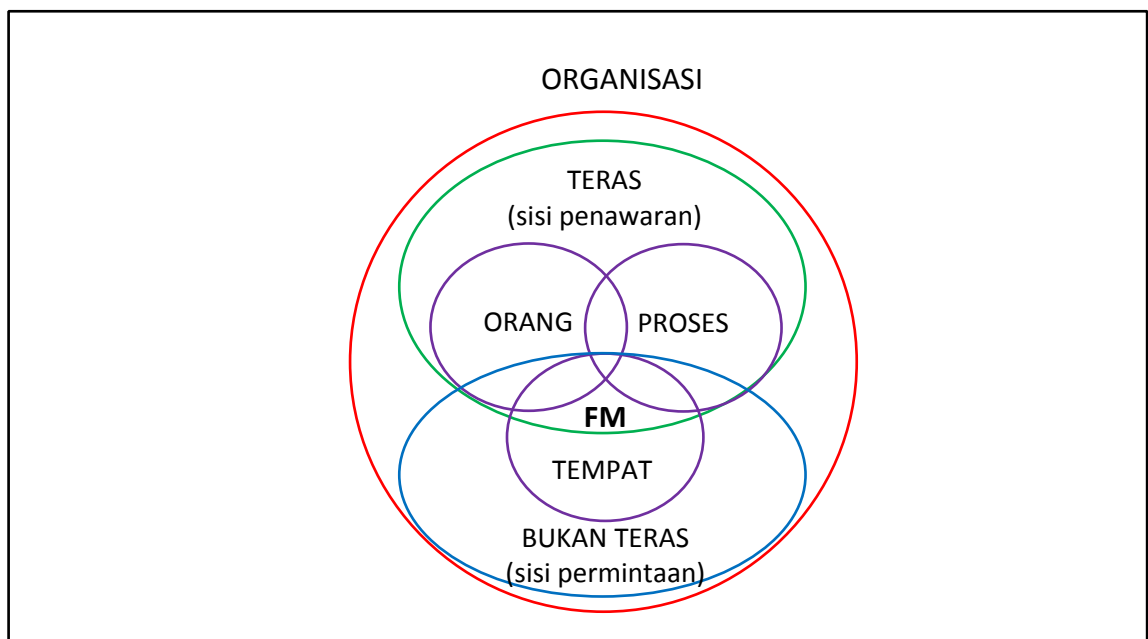 ORGANISASI
TERAS
(sisi penawaran)
ORANG
PROSES
FM
TEMPAT
BUKAN TERAS
(sisi permintaan)